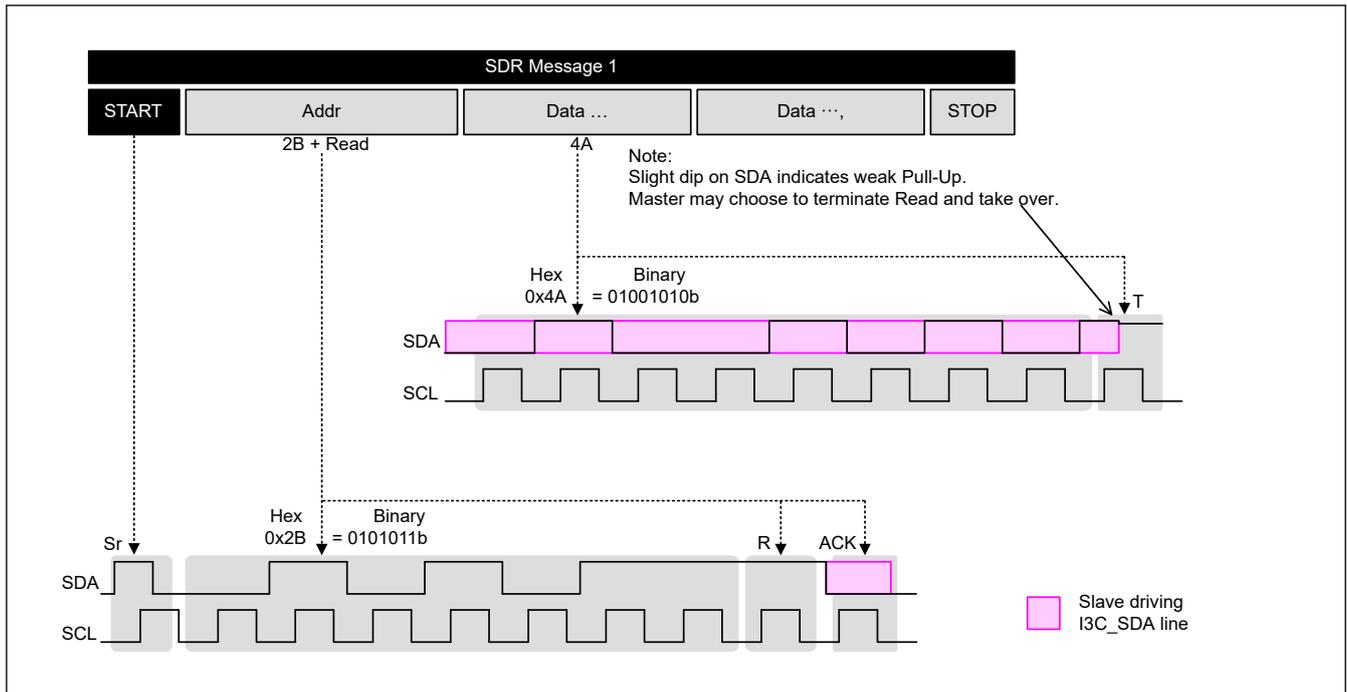 SDR Message 1
START
Addr
Data …
Data ⋯,
STOP
2B + Read
4A
Note:
Slight dip on SDA indicates weak Pull-Up.
Master may choose to terminate Read and take over.
Hex Binary
0x4A = 01001010b
T
SDA
SCL
Hex Binary
0x2B = 0101011b
Sr
R
ACK
SDA
SCL
Slave driving
I3C_SDA line